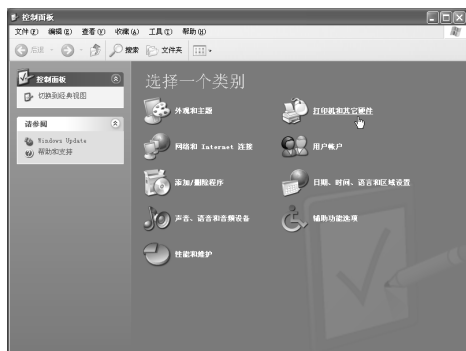 控制面板
文件(F) 编辑(E) 查看(V) 收藏(A) 工具(T) 帮助(H)
后退 搜索 文件夹
控制面板
切换到经典视图
请参阅
Windows Update
帮助和支持
选择一个类别
外观和主题 打印机和其它硬件
网络和 Internet 连接 用户帐户
添加/删除程序 日期、时间、语言和区域设置
声音、语音和音频设备 辅助功能选项
性能和维护